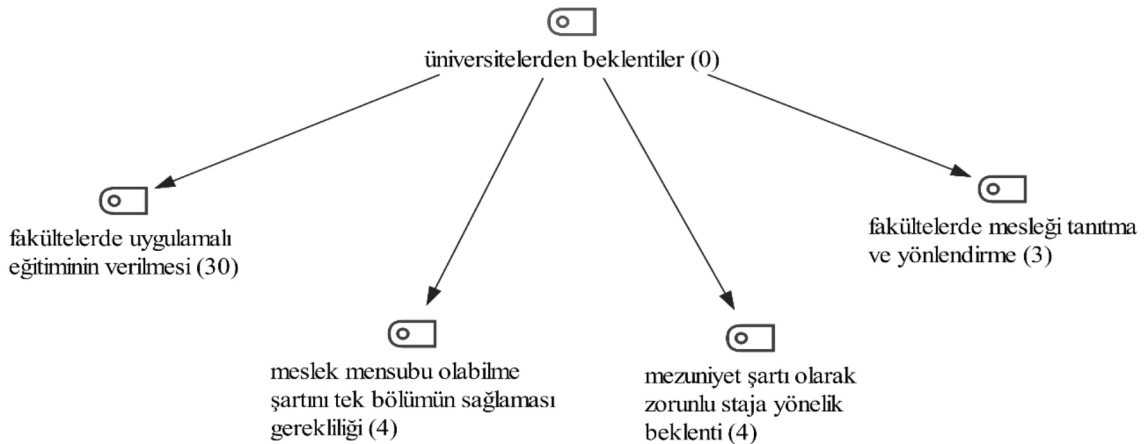 üniversitelerden beklentiler (0)
fakültelerde uygulamalı
eğitiminin verilmesi (30)
meslek mensubu olabilme
şartını tek bölümün sağlaması
gerekliliği (4)
mezuniyet şartı olarak
zorunlu staja yönelik
beklenti (4)
fakültelerde mesleği tanıtma
ve yönlendirme (3)